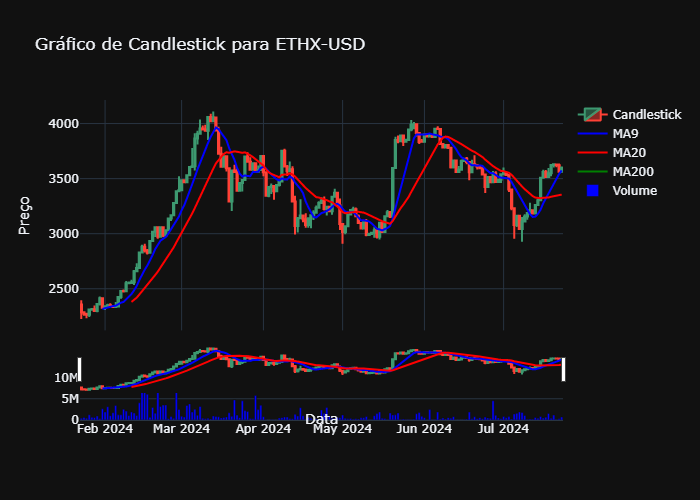 Gráfico de Candlestick para ETHX-USD
Candlestick
MA9
MA20
MA200
Volume
4000
3500
3000
2500
Preço
10M
5M
0
Data
Feb 2024
Mar 2024
Apr 2024
May 2024
Jun 2024
Jul 2024